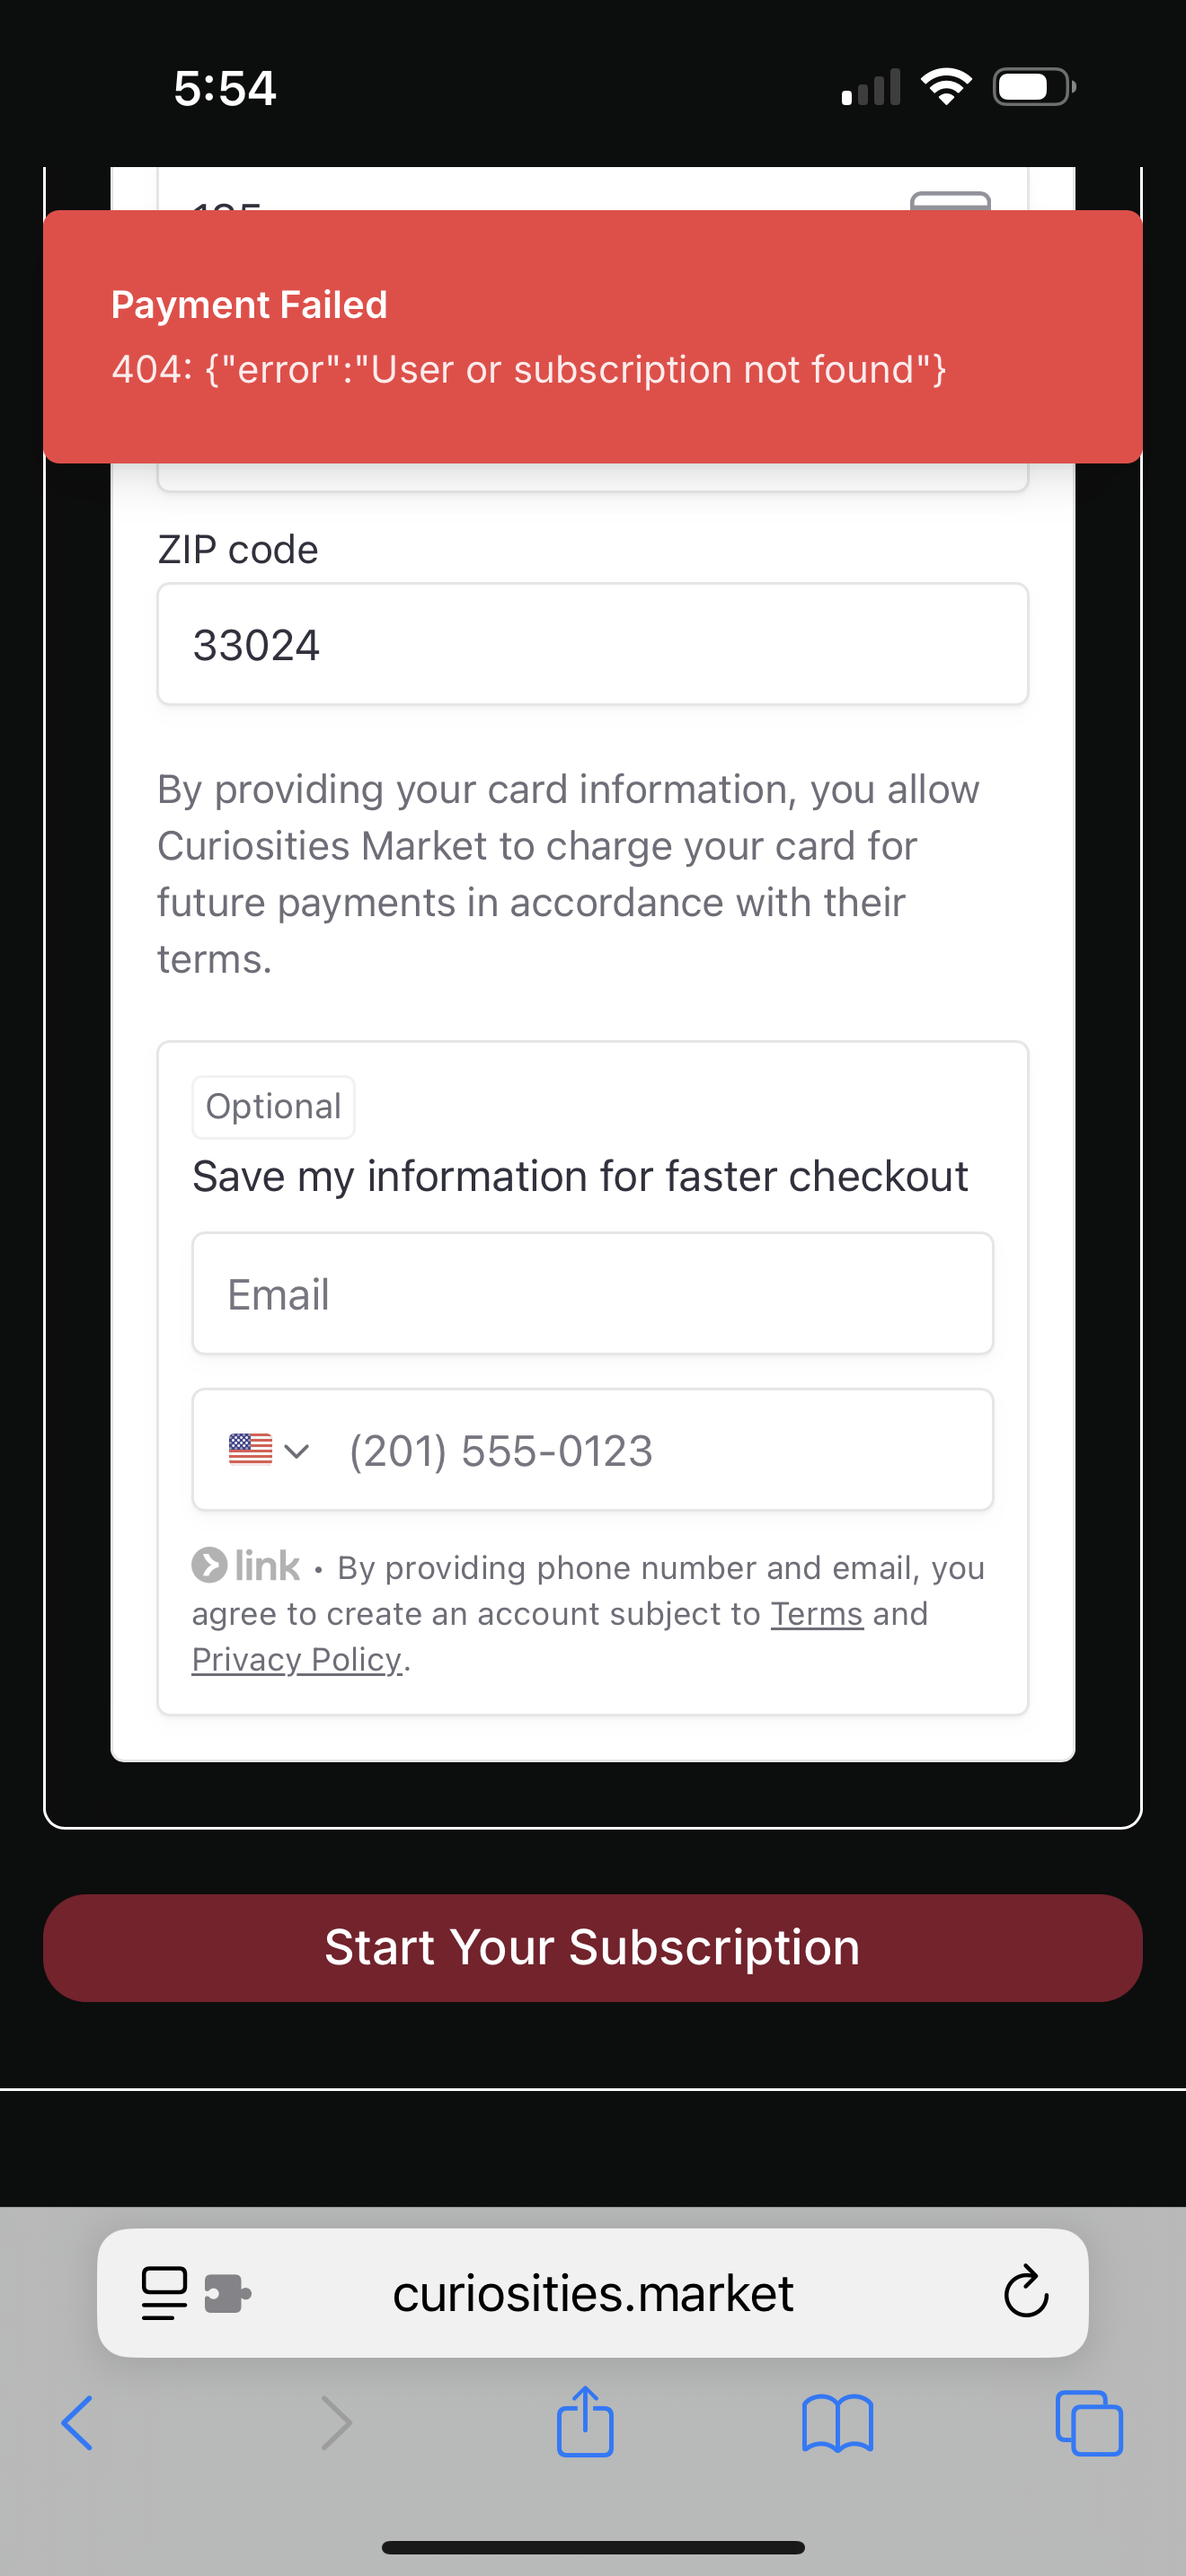 5:54
Payment Failed
404: {"error":"User or subscription not found"}
ZIP code
33024
By providing your card information, you allow
Curiosities Market to charge your card for
future payments in accordance with their
terms.
Optional
Save my information for faster checkout
Email
(201) 555-0123
link • By providing phone number and email, you
agree to create an account subject to Terms and
Privacy Policy.
Start Your Subscription
curiosities.market